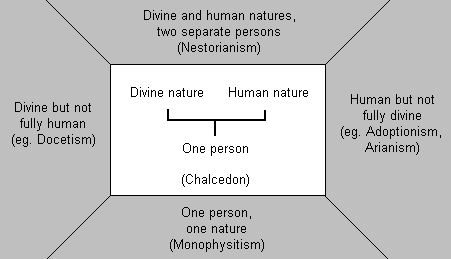 Divine and human natures,
two separate persons
(Nestorianism)
Divine but not
fully human
(eg. Docetism)
Divine nature
Human nature
One person
(Chalcedon)
Human but not
fully divine
(eg. Adoptionism,
Arianism)
One person,
one nature
(Monophysitism)